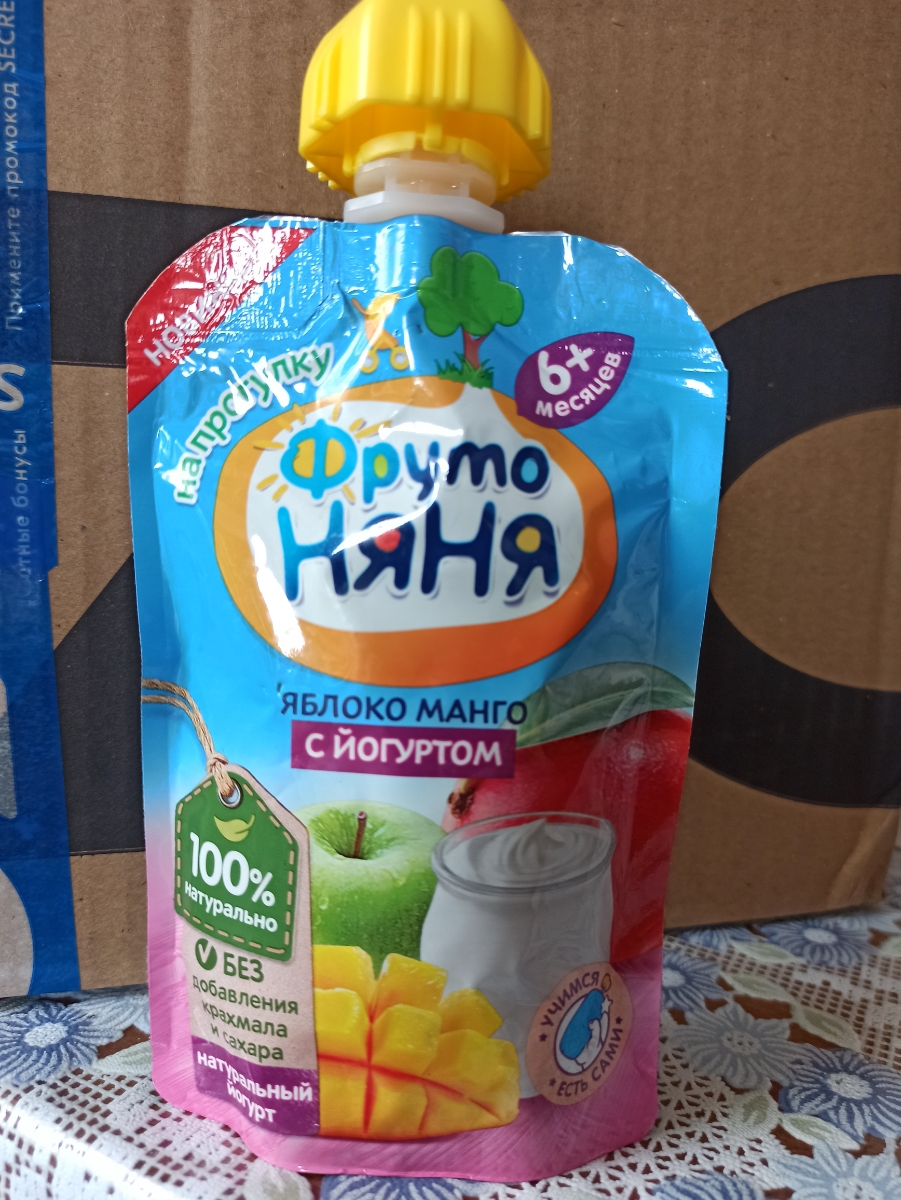 Примените промокод SECRE
бонусы
на прогулку
6+
месяцев
Фруто
НЯНЯ
ЯБЛОКО МАНГО
С ЙОГУРТОМ
100%
натурально
БЕЗ
добавления
крахмала
и сахара
натуральный
йогурт
УЧИМСЯ
ЕСТЬ САМИ